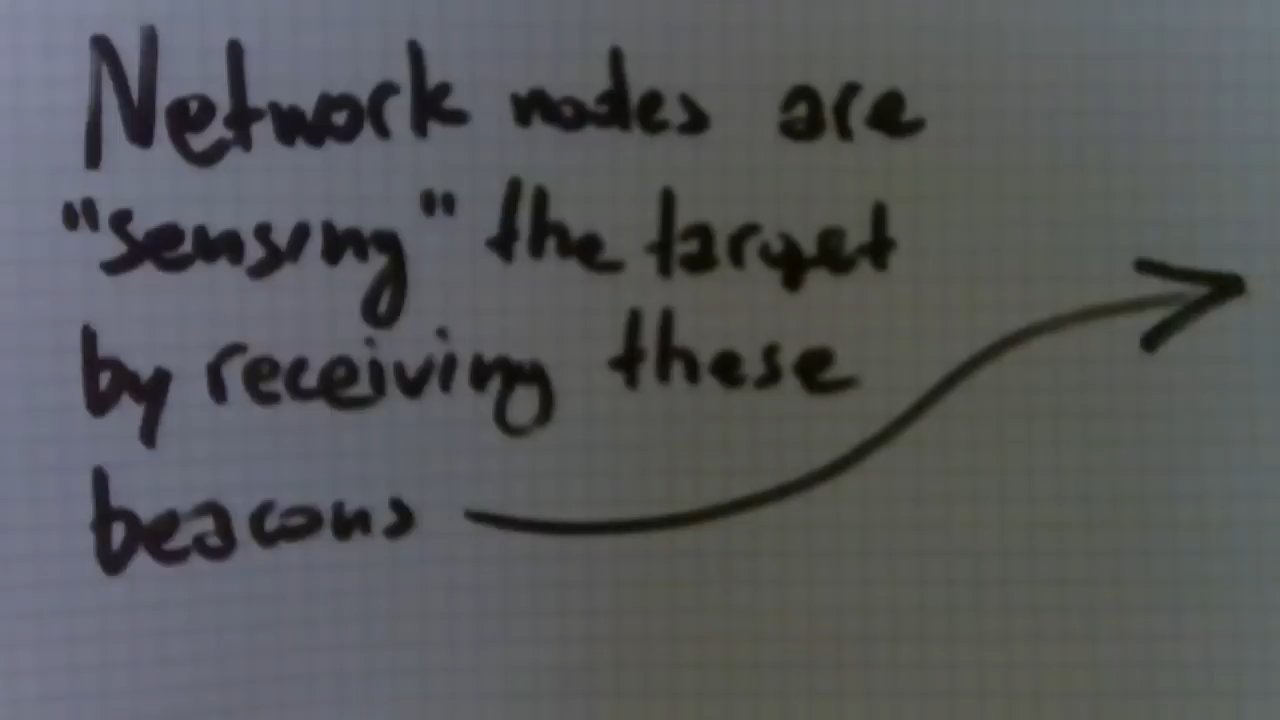 Network nodes are
"sensing" the target
by receiving these
beacons